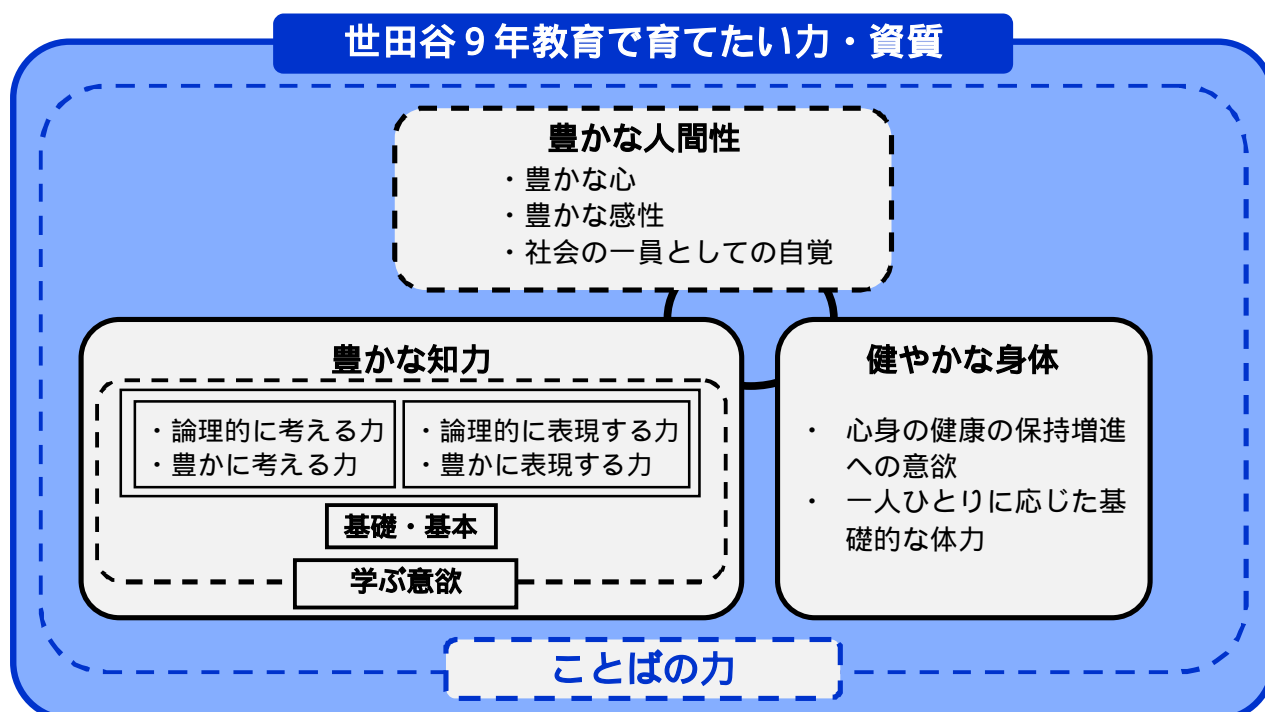 世田谷9年教育で育てたい力・資質
豊かな人間性
・豊かな心
・豊かな感性
・社会の一員としての自覚
豊かな知力
・論理的に考える力
・豊かに考える力
・論理的に表現する力
・豊かに表現する力
基礎・基本
学ぶ意欲
健やかな身体
・ 心身の健康の保持増進
への意欲
・ 一人ひとりに応じた基
礎的な体力
ことばの力